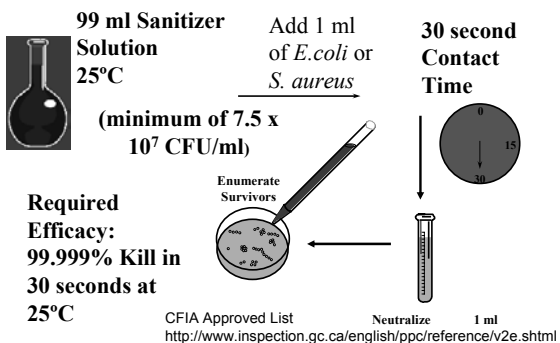 99 ml Sanitizer
Solution
25ºC
Add 1 ml
of E.coli or
S. aureus
30 second
Contact
Time
(minimum of 7.5 x
10⁷ CFU/ml)
0
15
30
Enumerate
Survivors
Required
Efficacy:
99.999% Kill in
30 seconds at
25ºC
Neutralize 1 ml
CFIA Approved List
http://www.inspection.gc.ca/english/ppc/reference/v2e.shtml